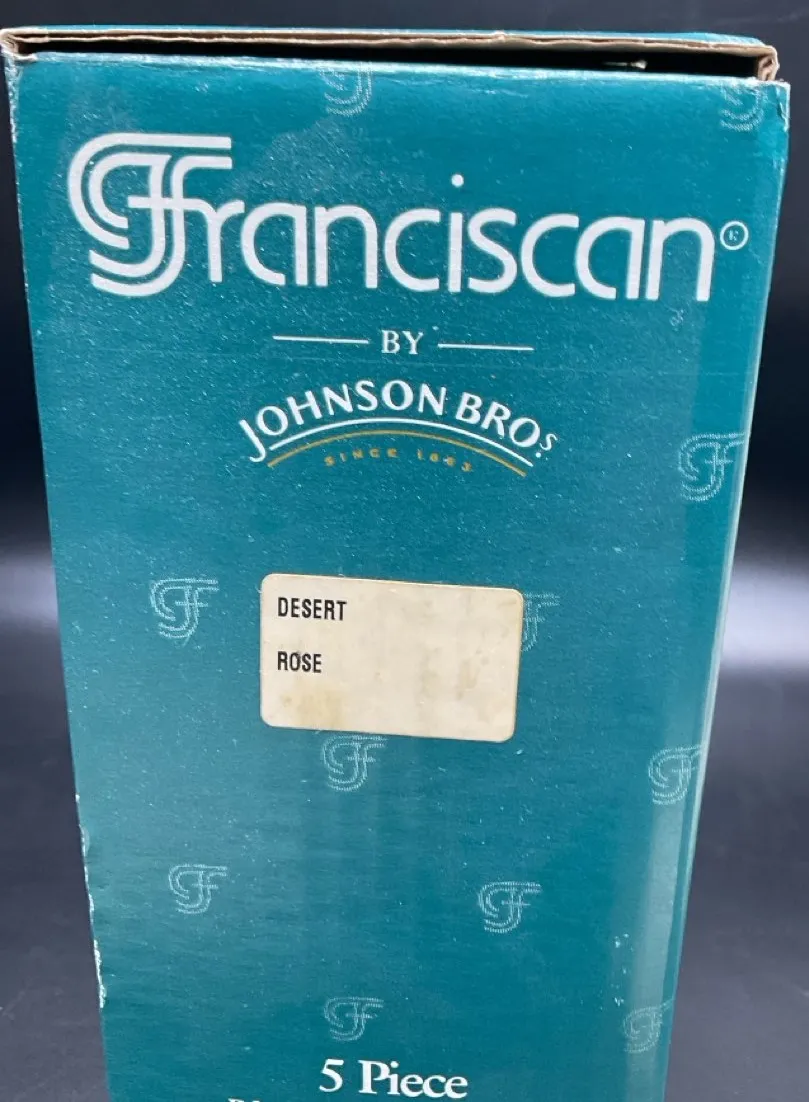 Franciscan®
BY
JOHNSON BROS.
SINCE 1883
DESERT
ROSE
5 Piece